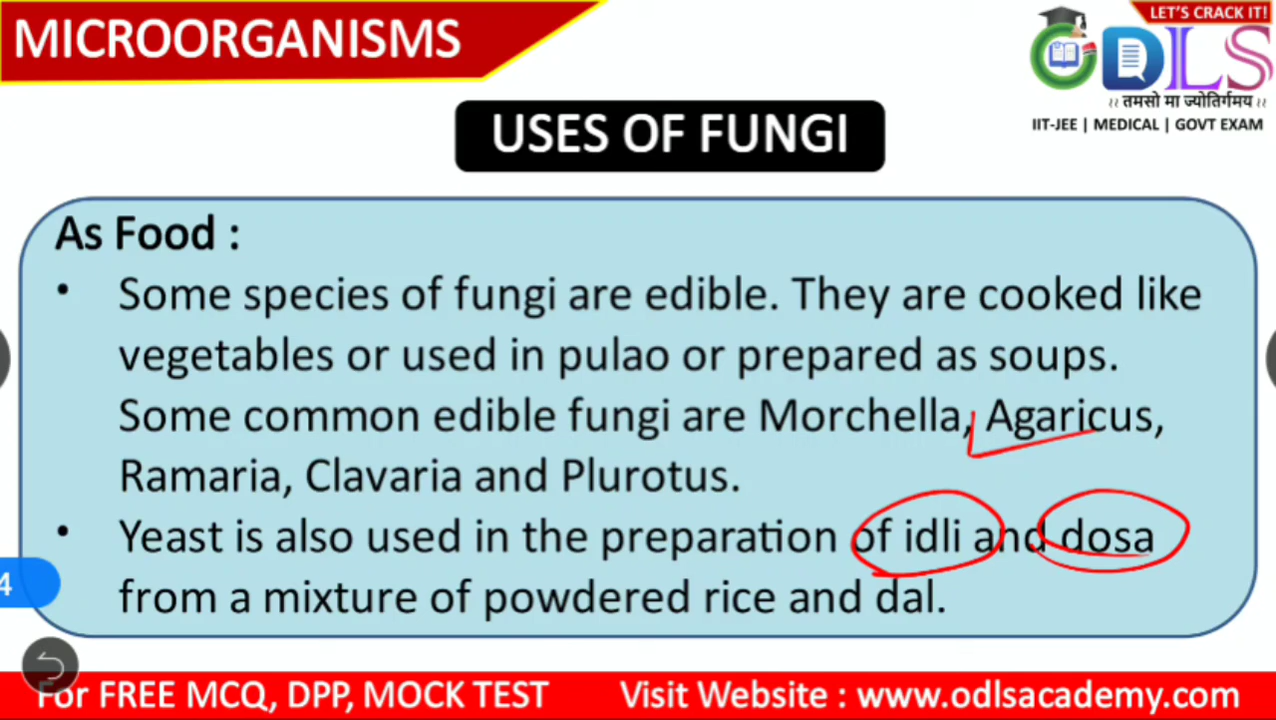 MICROORGANISMS
LET'S CRACK IT!
ODLS
।। तमसो मा ज्योतिर्गमय ।।
IIT-JEE | MEDICAL | GOVT EXAM
USES OF FUNGI
As Food :
• Some species of fungi are edible. They are cooked like
vegetables or used in pulao or prepared as soups.
Some common edible fungi are Morchella, Agaricus,
Ramaria, Clavaria and Plurotus.
• Yeast is also used in the preparation of idli and dosa
from a mixture of powdered rice and dal.
4
For FREE MCQ, DPP, MOCK TEST Visit Website : www.odlsacademy.com